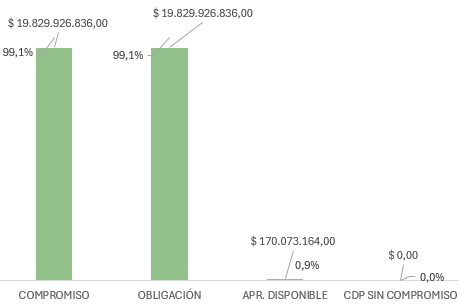 $ 19.829.926.836,00
$ 19.829.926.836,00
99,1%
99,1%
$ 170.073.164,00
0,9%
$ 0,00
0,0%
COMPROMISO
OBLIGACIÓN
APR. DISPONIBLE
CDP SIN COMPROMISO